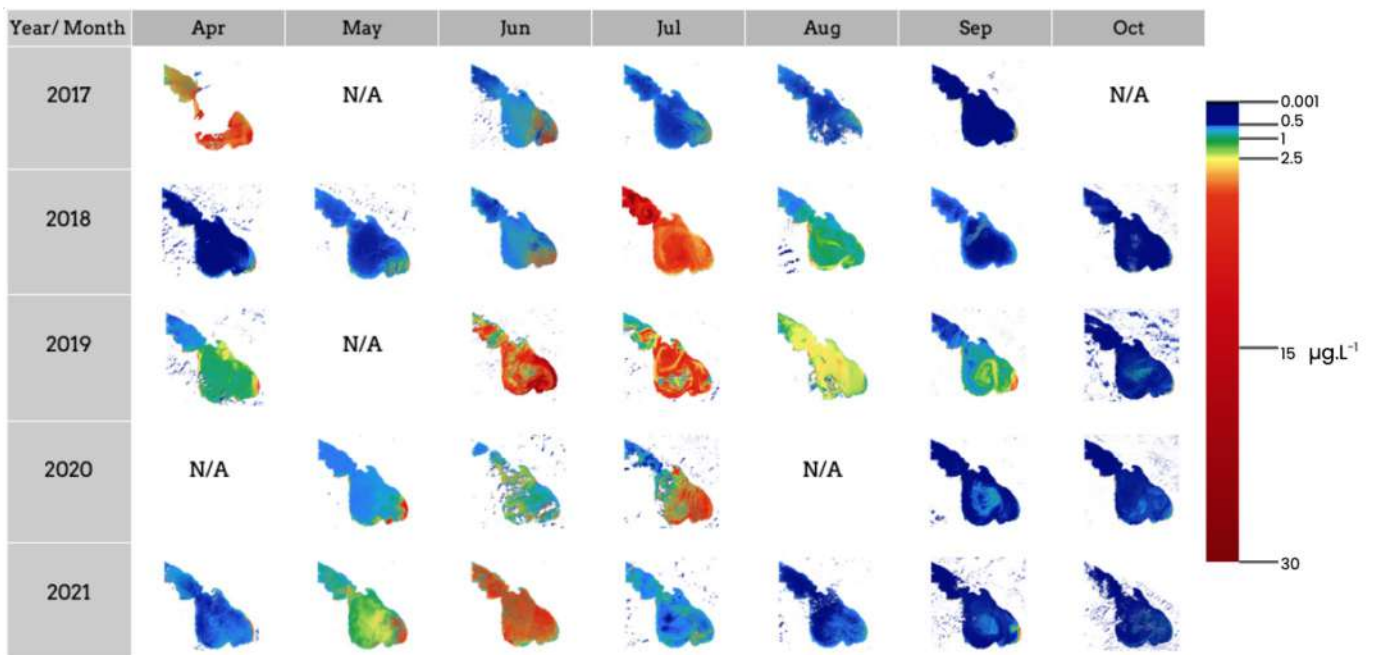 Year/ Month Apr May Jun Jul Aug Sep Oct
2017 N/A N/A
2018
2019 N/A
2020 N/A N/A
2021
0.001
0.5
1
2.5
15 µg.L⁻¹
30